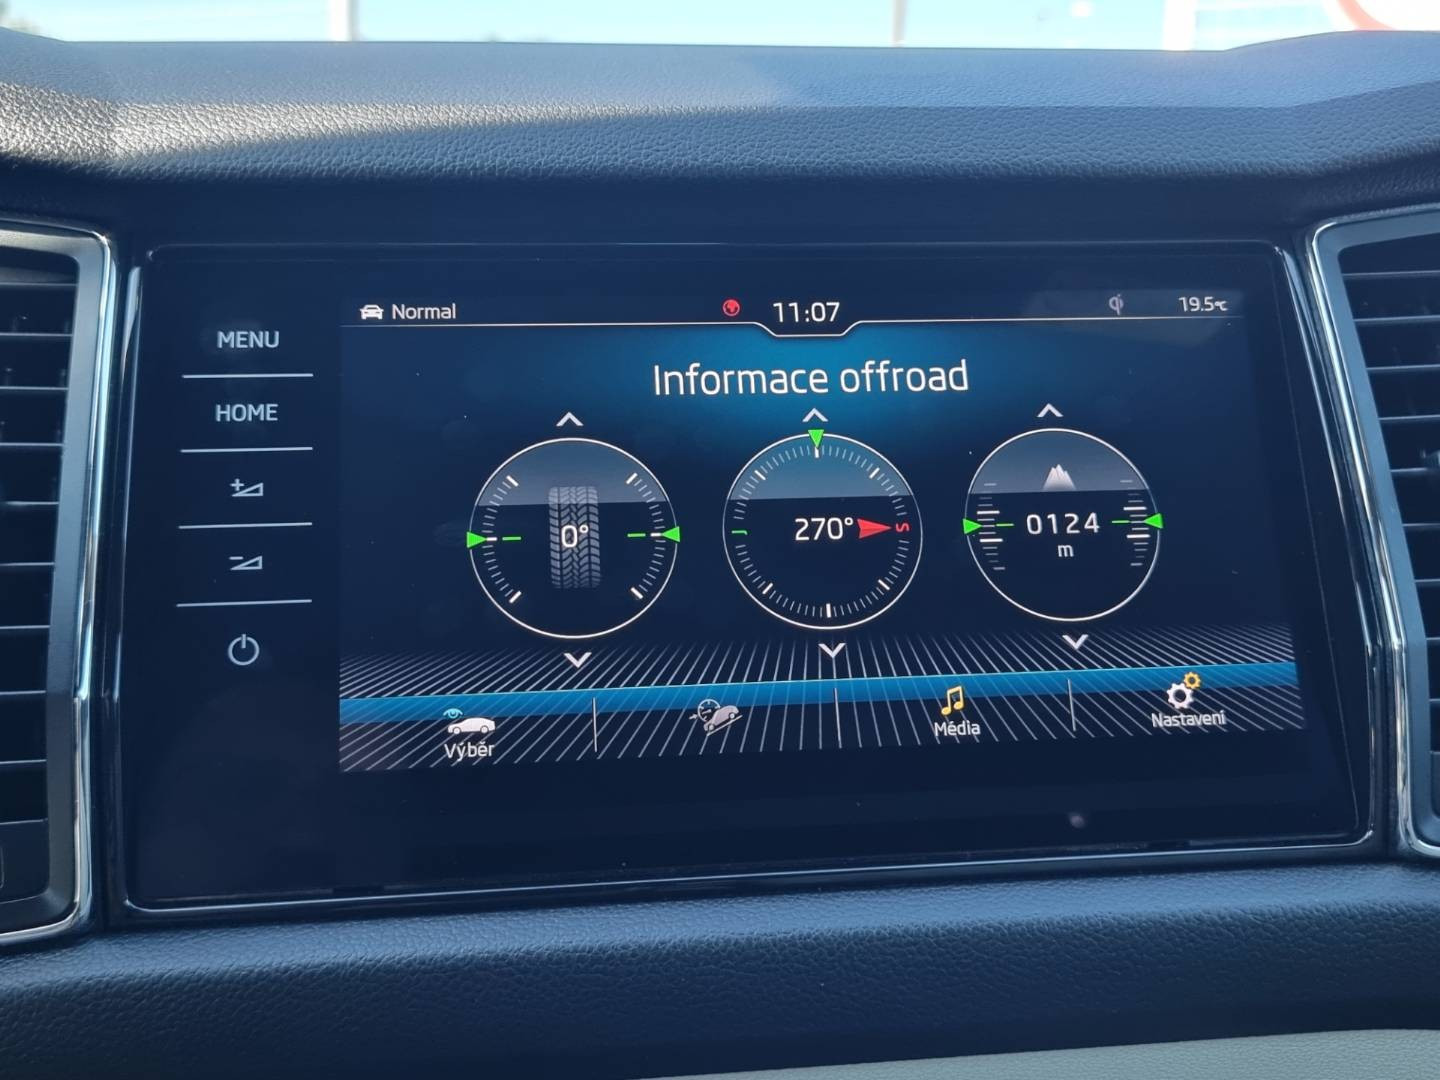 MENU
HOME
Normal
11:07
19.5°C
Informace offroad
0°
270°
S
0124
m
Výběr
Média
Nastavení